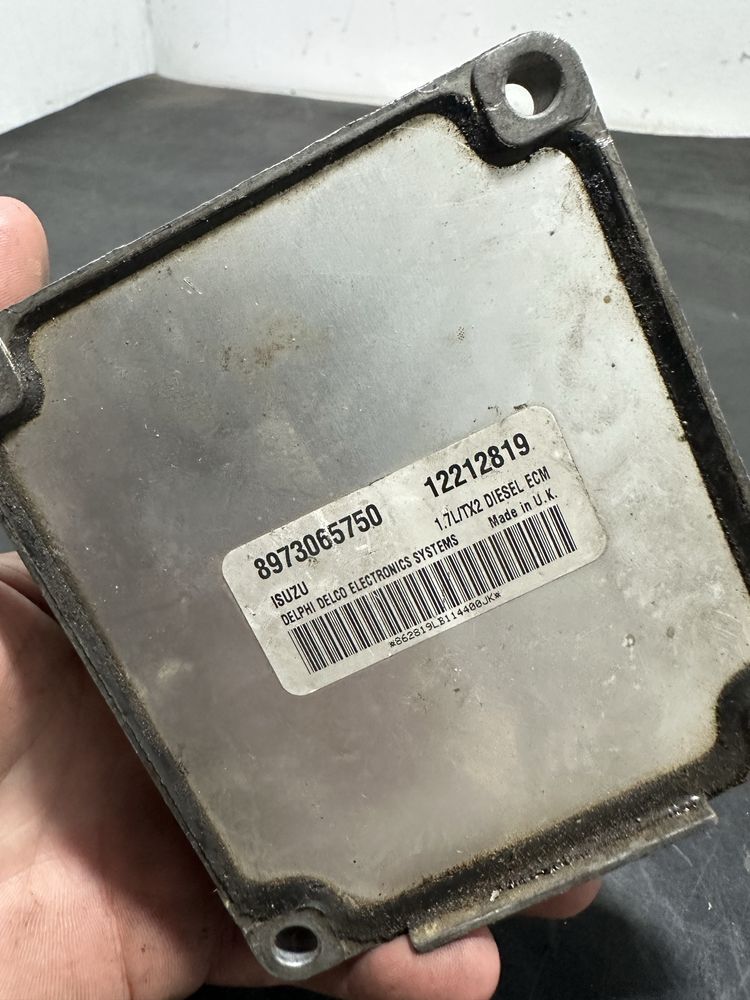 8973065750 12212819
ISUZU 1.7L/TX2 DIESEL ECM
DELPHI DELCO ELECTRONICS SYSTEMS Made in U.K.
*862819LB114400JK*